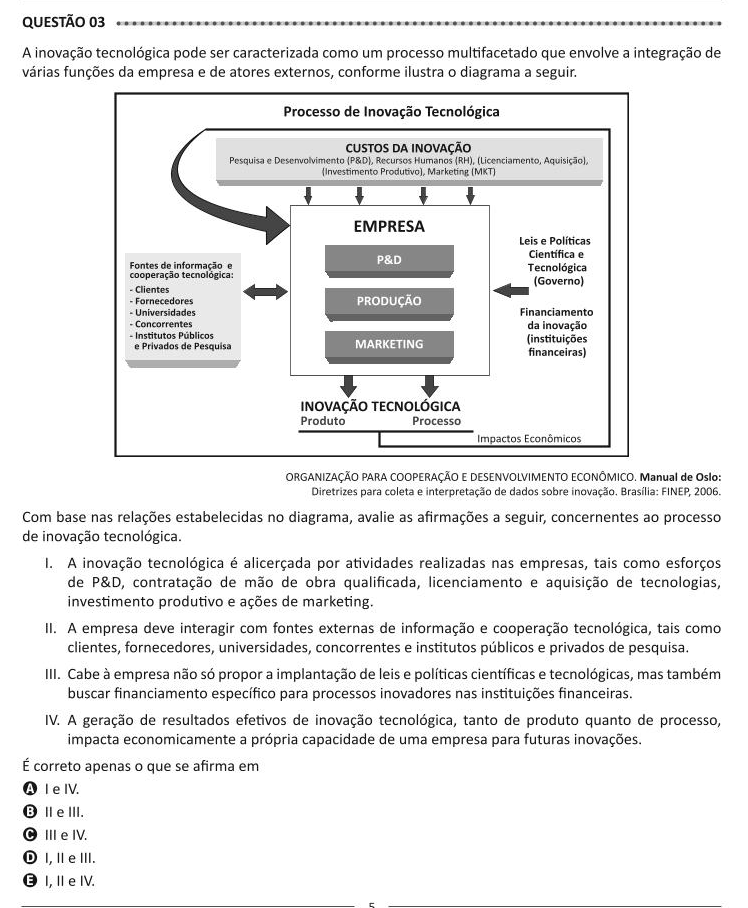 QUESTÃO 03
A inovação tecnológica pode ser caracterizada como um processo multifacetado que envolve a integração de
várias funções da empresa e de atores externos, conforme ilustra o diagrama a seguir.
Processo de Inovação Tecnológica
CUSTOS DA INOVAÇÃO
Pesquisa e Desenvolvimento (P&D), Recursos Humanos (RH), (Licenciamento, Aquisição),
(Investimento Produtivo), Marketing (MKT)
EMPRESA
P&D
PRODUÇÃO
MARKETING
Fontes de informação e
cooperação tecnológica:
- Clientes
- Fornecedores
- Universidades
- Concorrentes
- Institutos Públicos
e Privados de Pesquisa
Leis e Políticas
Científica e
Tecnológica
(Governo)
Financiamento
da inovação
(instituições
financeiras)
INOVAÇÃO TECNOLÓGICA
Produto Processo
Impactos Econômicos
ORGANIZAÇÃO PARA COOPERAÇÃO E DESENVOLVIMENTO ECONÔMICO. Manual de Oslo:
Diretrizes para coleta e interpretação de dados sobre inovação. Brasília: FINEP, 2006.
Com base nas relações estabelecidas no diagrama, avalie as afirmações a seguir, concernentes ao processo
de inovação tecnológica.
I. A inovação tecnológica é alicerçada por atividades realizadas nas empresas, tais como esforços
de P&D, contratação de mão de obra qualificada, licenciamento e aquisição de tecnologias,
investimento produtivo e ações de marketing.
II. A empresa deve interagir com fontes externas de informação e cooperação tecnológica, tais como
clientes, fornecedores, universidades, concorrentes e institutos públicos e privados de pesquisa.
III. Cabe à empresa não só propor a implantação de leis e políticas científicas e tecnológicas, mas também
buscar financiamento específico para processos inovadores nas instituições financeiras.
IV. A geração de resultados efetivos de inovação tecnológica, tanto de produto quanto de processo,
impacta economicamente a própria capacidade de uma empresa para futuras inovações.
É correto apenas o que se afirma em
A I e IV.
B II e III.
C III e IV.
D I, II e III.
E I, II e IV.
5